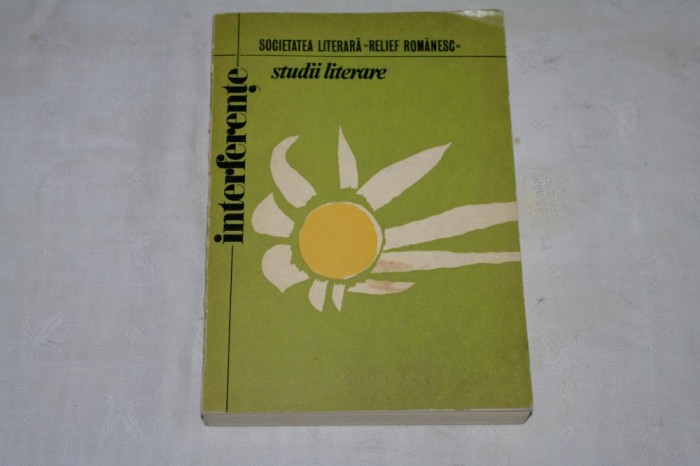 SOCIETATEA LITERARĂ «RELIEF ROMÂNESC»
studii literare
interferențe